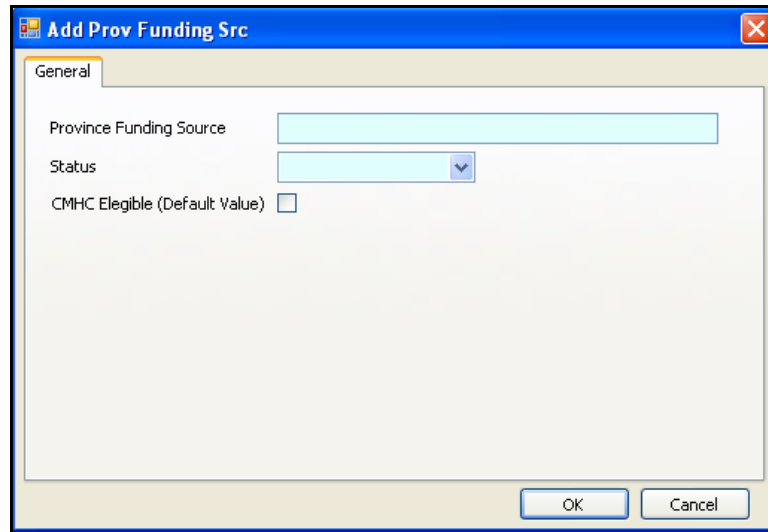 Add Prov Funding Src
General
Province Funding Source
Status
CMHC Elegible (Default Value)
OK Cancel